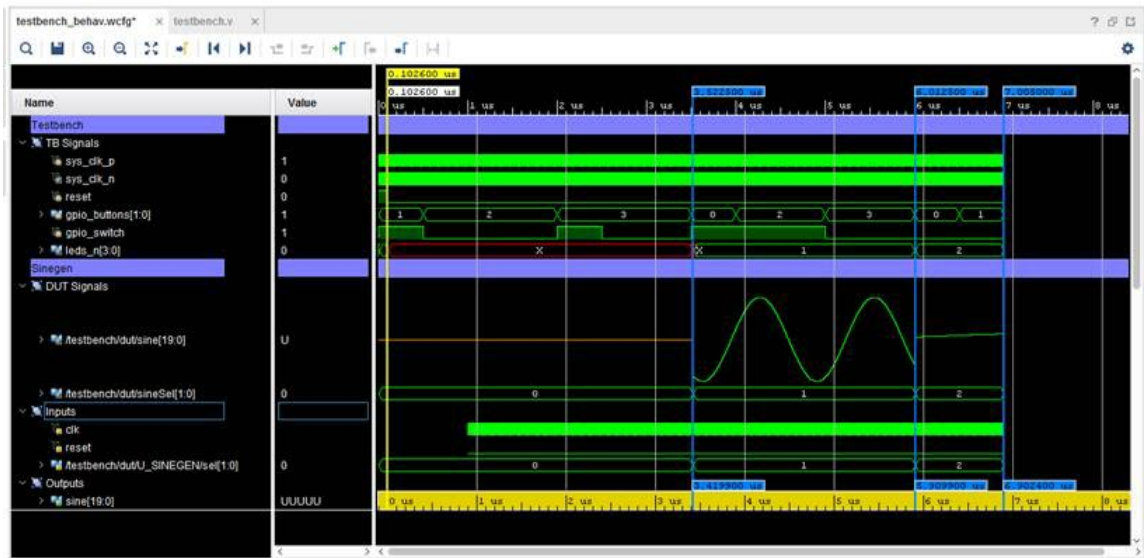 testbench_behav.wcfg* × testbench.v ×
0.102600 us
Name Value 0.102600 us 3.522500 us 6.012500 us 7.005000 us
0 us 1 us 2 us 3 us 4 us 5 us 6 us 7 us 8 us
Testbench
TB Signals
sys_clk_p 1
sys_clk_n 0
reset 0
gpio_buttons[1:0] 1 1 2 3 0 2 3 0 1
gpio_switch 1
leds_n[3:0] 0 X X 1 2
Sinegen
DUT Signals
/testbench/dut/sine[19:0] U
/testbench/dut/sineSel[1:0] 0 0 1 2
Inputs
clk
reset
/testbench/dut/U_SINEGEN/sel[1:0] 0 0 1 2
Outputs 3.419900 us 5.909900 us 6.902400 us
sine[19:0] UUUUU 0 us 1 us 2 us 3 us 4 us 5 us 6 us 7 us 8 us